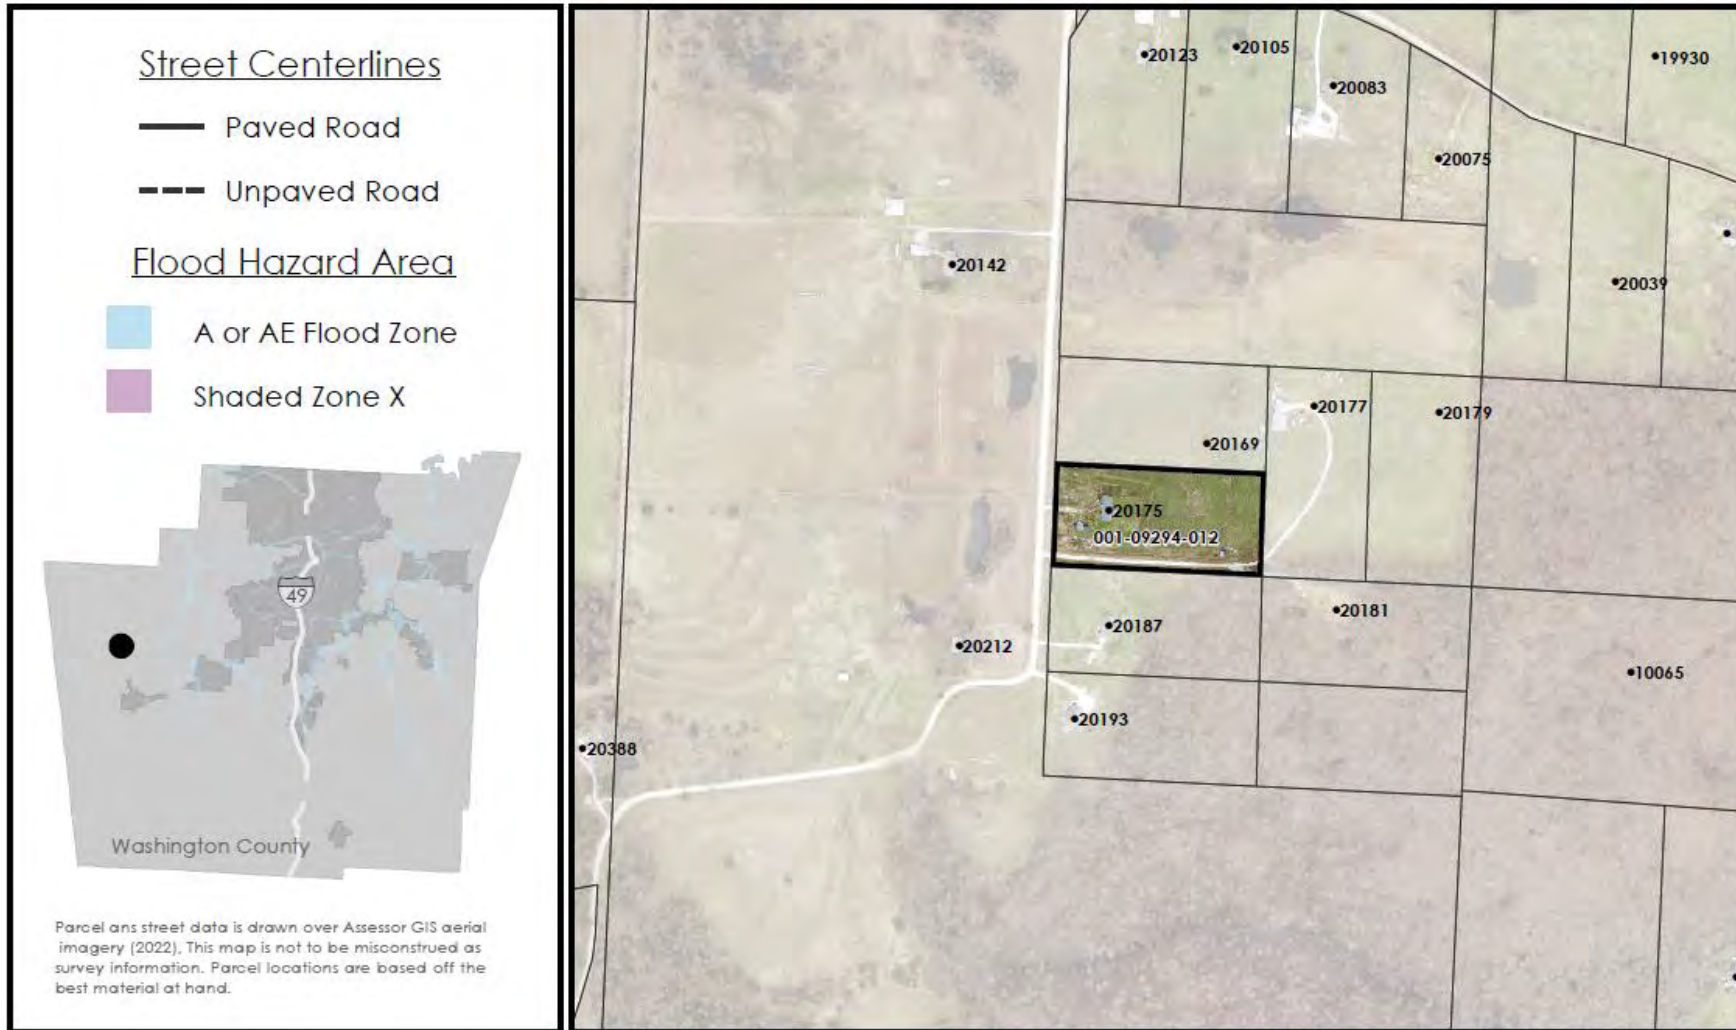 Street Centerlines
Paved Road
Unpaved Road
Flood Hazard Area
A or AE Flood Zone
Shaded Zone X
49
Washington County
Parcel ans street data is drawn over Assessor GIS aerial
imagery (2022), This map is not to be misconstrued as
survey information. Parcel locations are based off the
best material at hand.
20123
20105
20083
19930
20075
20142
20039
20177
20179
20169
20175
001-09294-012
20181
20187
20212
10065
20193
20388